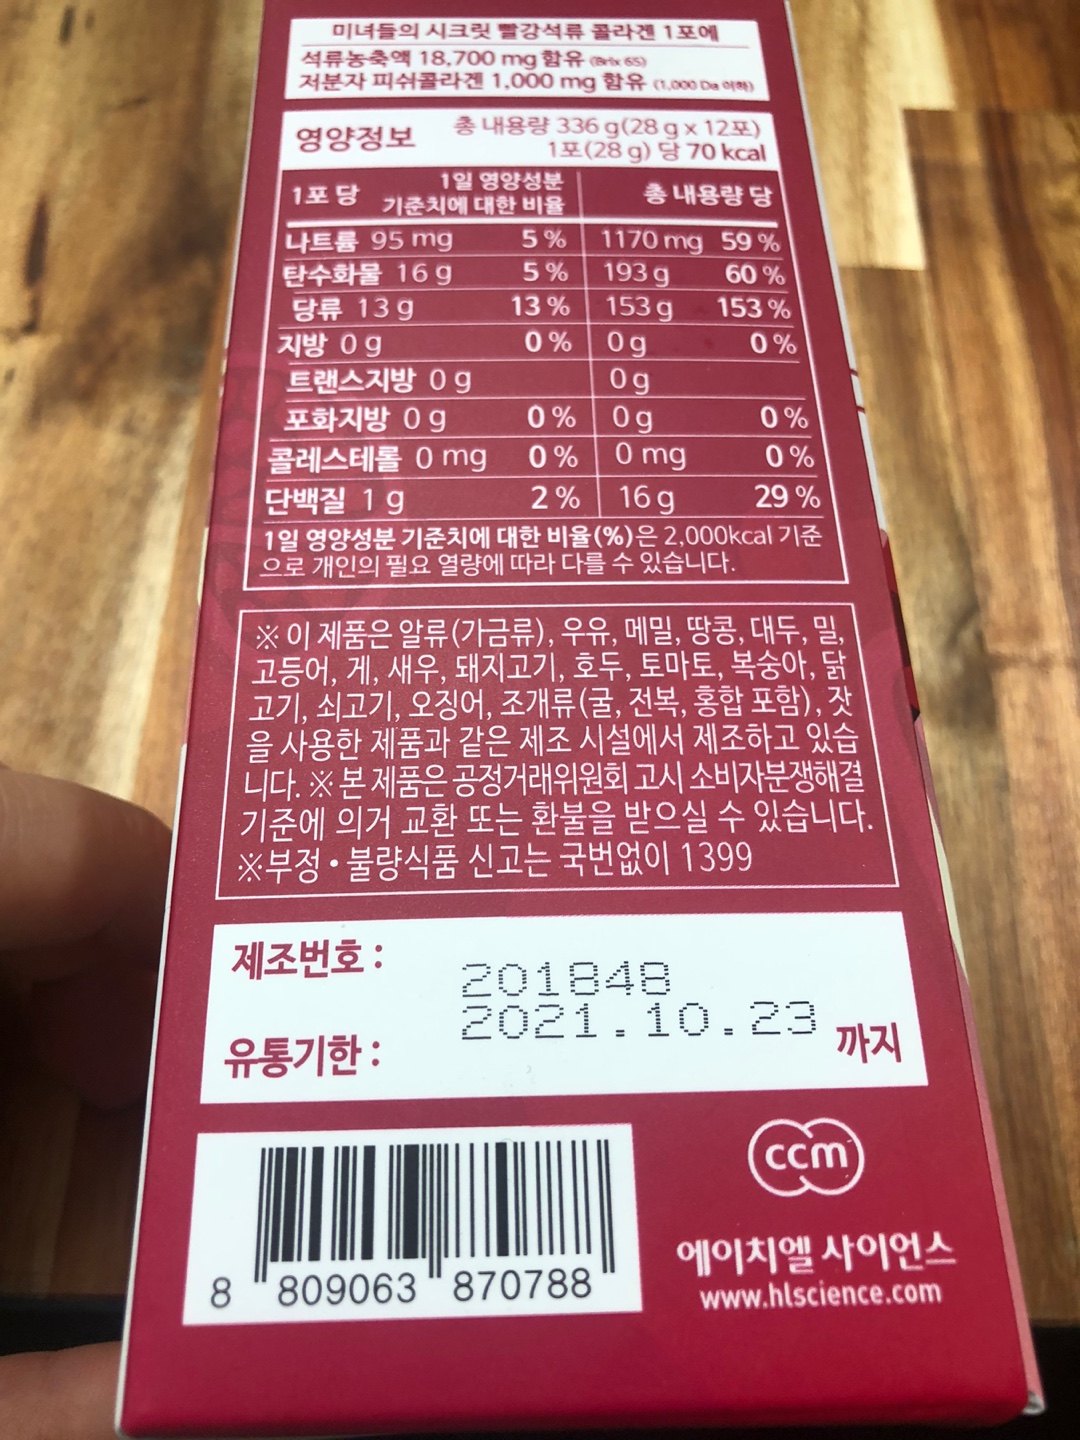 미녀들의 시크릿 빨강석류 콜라겐 1포에
석류농축액 18,700 mg 함유 (Brix 65)
저분자 피쉬콜라겐 1,000 mg 함유 (1,000 Da 이하)
영양정보
총 내용량 336 g(28 g x 12포)
1포(28 g) 당 70 kcal
1포 당 1일 영양성분 기준치에 대한 비율 총 내용량 당
나트륨 95 mg 5 % 1170 mg 59 %
탄수화물 16 g 5 % 193 g 60 %
당류 13 g 13 % 153 g 153 %
지방 0 g 0 % 0 g 0 %
트랜스지방 0 g 0 g
포화지방 0 g 0 % 0 g 0 %
콜레스테롤 0 mg 0 % 0 mg 0 %
단백질 1 g 2 % 16 g 29 %
1일 영양성분 기준치에 대한 비율(%)은 2,000kcal 기준
으로 개인의 필요 열량에 따라 다를 수 있습니다.
※ 이 제품은 알류(가금류), 우유, 메밀, 땅콩, 대두, 밀,
고등어, 게, 새우, 돼지고기, 호두, 토마토, 복숭아, 닭
고기, 쇠고기, 오징어, 조개류(굴, 전복, 홍합 포함), 잣
을 사용한 제품과 같은 제조 시설에서 제조하고 있습
니다. ※ 본 제품은 공정거래위원회 고시 소비자분쟁해결
기준에 의거 교환 또는 환불을 받으실 수 있습니다.
※부정 • 불량식품 신고는 국번없이 1399
제조번호 : 201848
유통기한 : 2021.10.23 까지
8 809063 870788
ccm
에이치엘 사이언스
www.hlscience.com